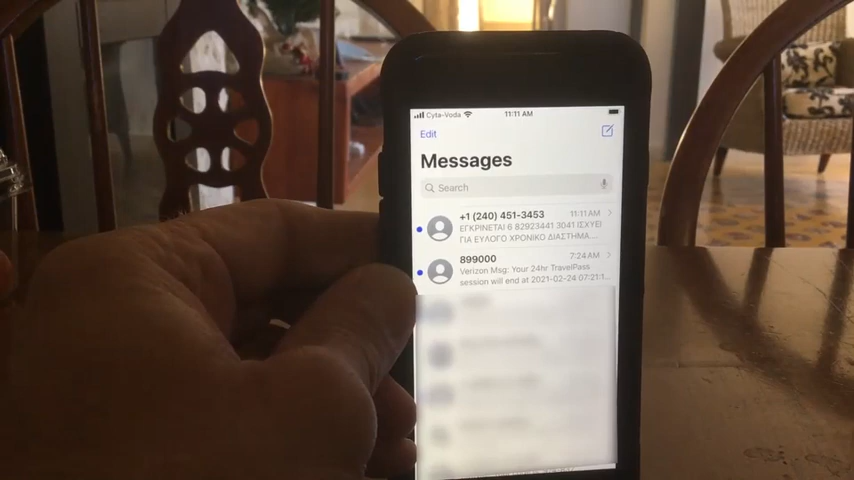 Cyta-Voda
11:11 AM
Edit
Messages
Search
+1 (240) 451-3453
11:11 AM
ΕΓΚΡΙΝΕΤΑΙ 6 82923441 3041 ΙΣΧΥΕΙ
ΓΙΑ ΕΥΛΟΓΟ ΧΡΟΝΙΚΟ ΔΙΑΣΤΗΜΑ....
899000
7:24 AM
Verizon Msg: Your 24hr TravelPass
session will end at 2021-02-24 07:21:1...